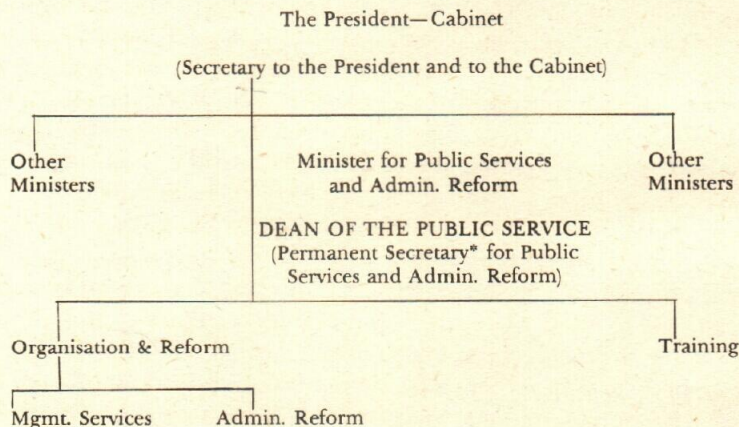 The President—Cabinet
(Secretary to the President and to the Cabinet)
Other
Ministers
Minister for Public Services
and Admin. Reform
Other
Ministers
DEAN OF THE PUBLIC SERVICE
(Permanent Secretary* for Public
Services and Admin. Reform)
Organisation & Reform
Training
Mgmt. Services
Admin. Reform